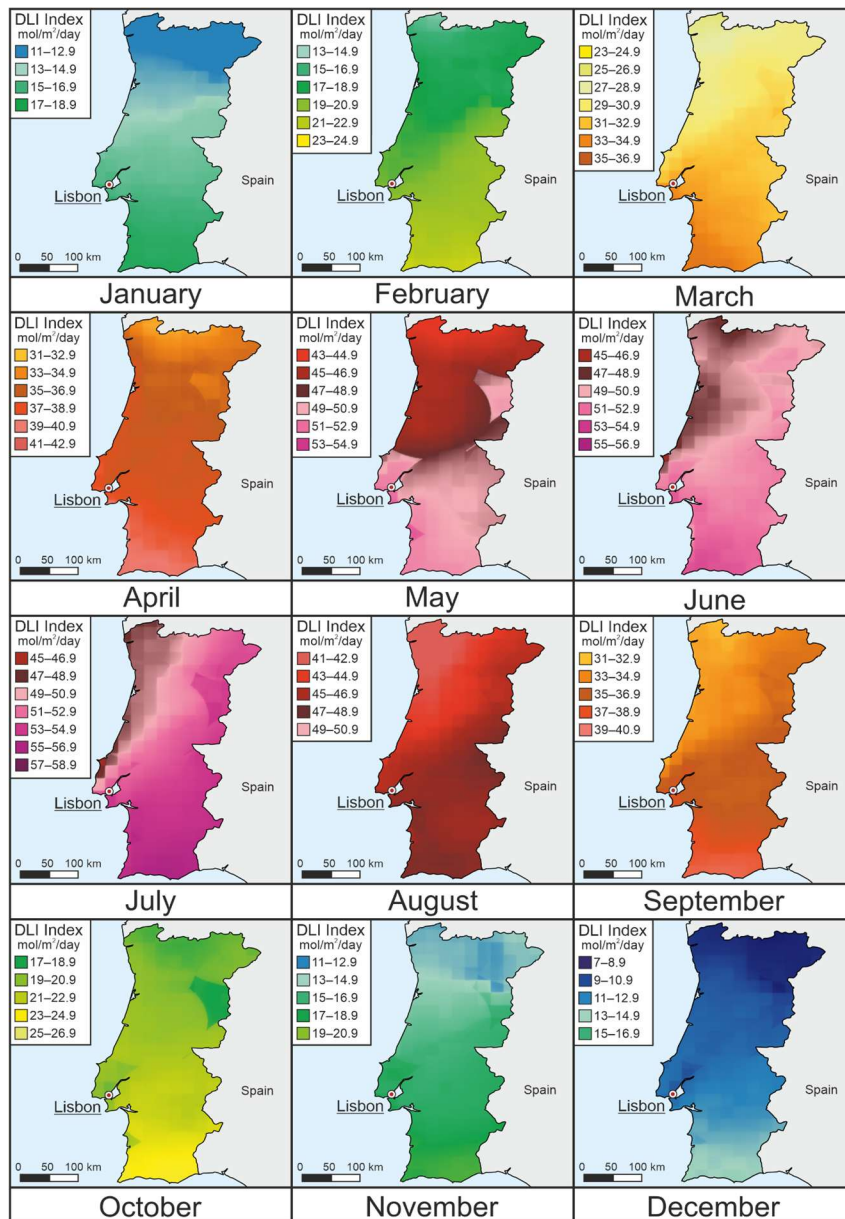 DLI Index
mol/m²/day
11–12.9
13–14.9
15–16.9
17–18.9
Lisbon
Spain
0 50 100 km
January
DLI Index
mol/m²/day
13–14.9
15–16.9
17–18.9
19–20.9
21–22.9
23–24.9
Lisbon
Spain
0 50 100 km
February
DLI Index
mol/m²/day
23–24.9
25–26.9
27–28.9
29–30.9
31–32.9
33–34.9
35–36.9
Lisbon
Spain
0 50 100 km
March
DLI Index
mol/m²/day
31–32.9
33–34.9
35–36.9
37–38.9
39–40.9
41–42.9
Lisbon
Spain
0 50 100 km
April
DLI Index
mol/m²/day
43–44.9
45–46.9
47–48.9
49–50.9
51–52.9
53–54.9
Lisbon
Spain
0 50 100 km
May
DLI Index
mol/m²/day
45–46.9
47–48.9
49–50.9
51–52.9
53–54.9
55–56.9
Lisbon
Spain
0 50 100 km
June
DLI Index
mol/m²/day
45–46.9
47–48.9
49–50.9
51–52.9
53–54.9
55–56.9
57–58.9
Lisbon
Spain
0 50 100 km
July
DLI Index
mol/m²/day
41–42.9
43–44.9
45–46.9
47–48.9
49–50.9
Lisbon
Spain
0 50 100 km
August
DLI Index
mol/m²/day
31–32.9
33–34.9
35–36.9
37–38.9
39–40.9
Lisbon
Spain
0 50 100 km
September
DLI Index
mol/m²/day
17–18.9
19–20.9
21–22.9
23–24.9
25–26.9
Lisbon
Spain
0 50 100 km
October
DLI Index
mol/m²/day
11–12.9
13–14.9
15–16.9
17–18.9
19–20.9
Lisbon
Spain
0 50 100 km
November
DLI Index
mol/m²/day
7–8.9
9–10.9
11–12.9
13–14.9
15–16.9
Lisbon
Spain
0 50 100 km
December